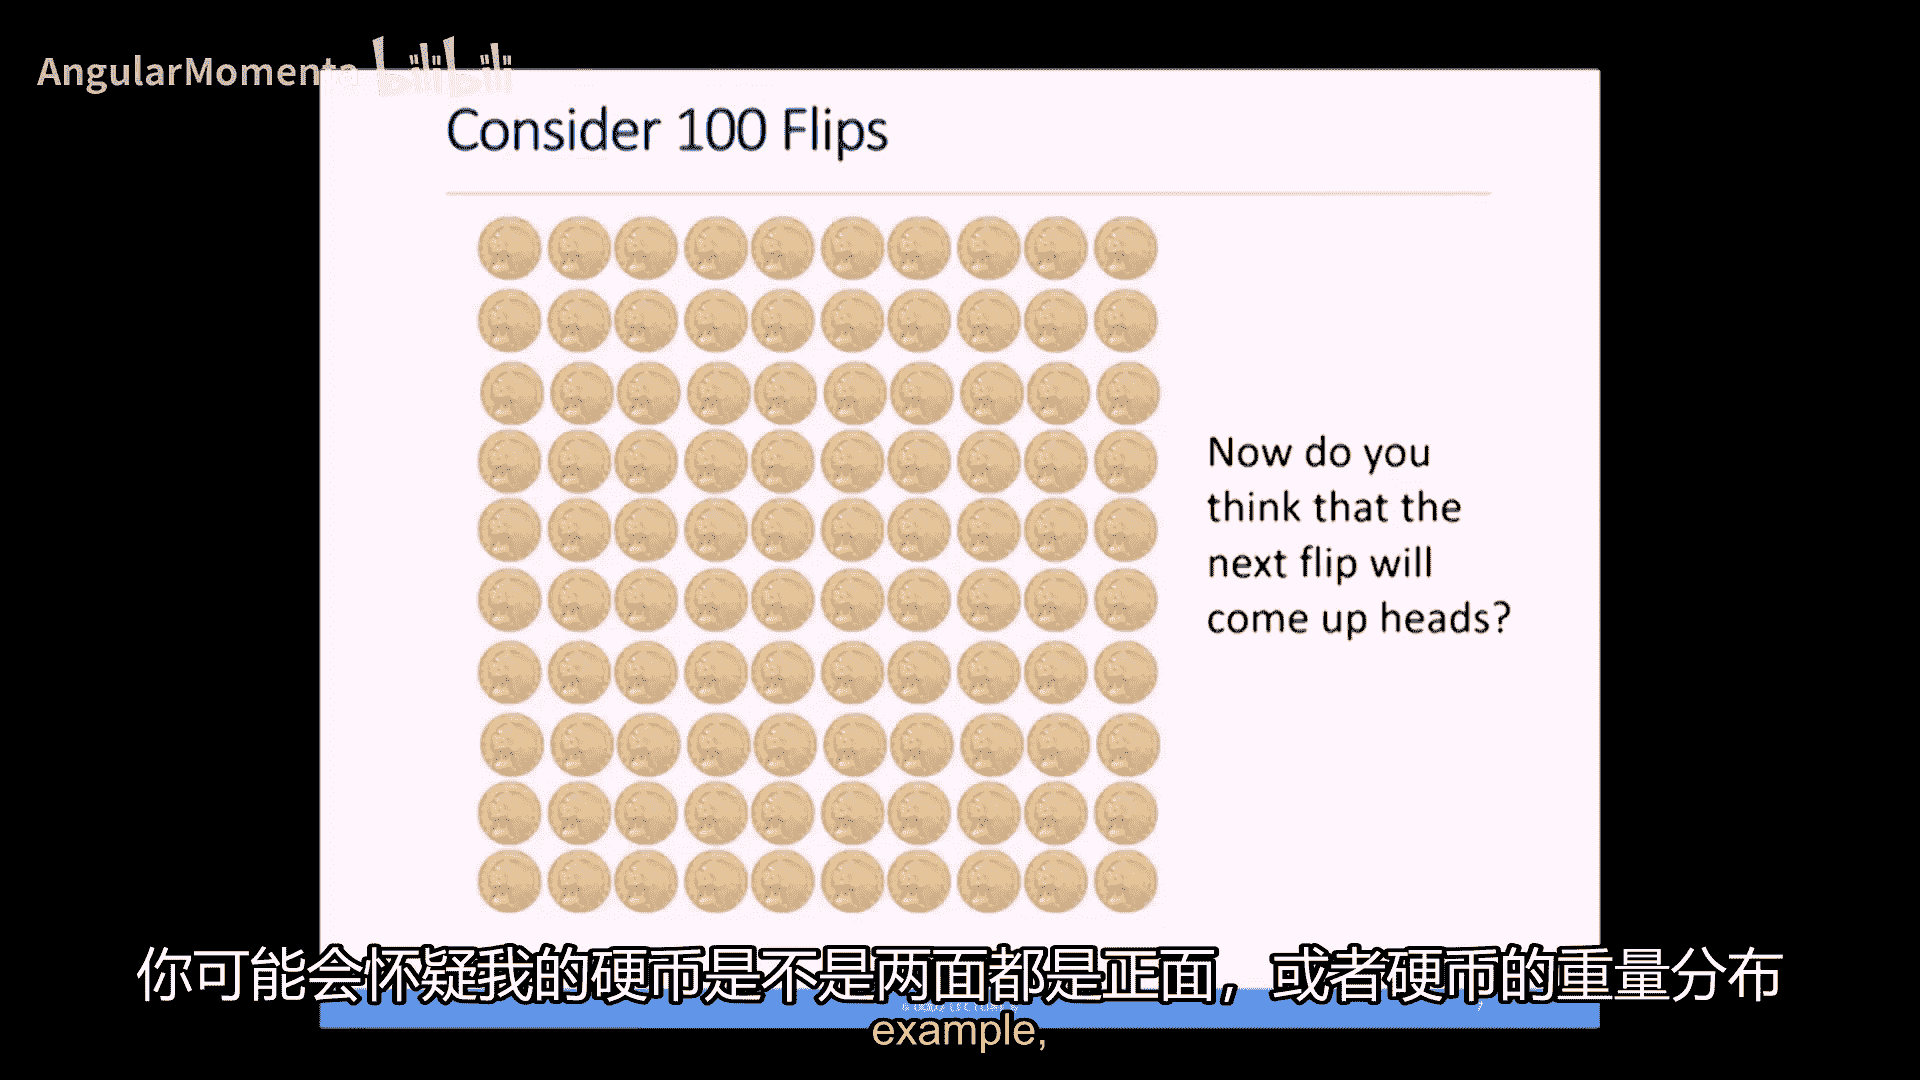 AngularMomenta bilibili
Consider 100 Flips
Now do you
think that the
next flip will
come up heads?
你可能会怀疑我的硬币是不是两面都是正面，或者硬币的重量分布
example,